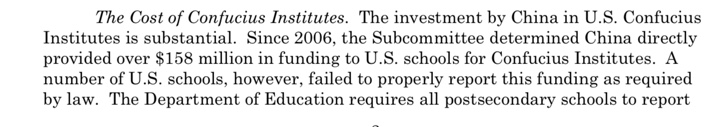 The Cost of Confucius Institutes. The investment by China in U.S. Confucius
Institutes is substantial. Since 2006, the Subcommittee determined China directly
provided over $158 million in funding to U.S. schools for Confucius Institutes. A
number of U.S. schools, however, failed to properly report this funding as required
by law. The Department of Education requires all postsecondary schools to report